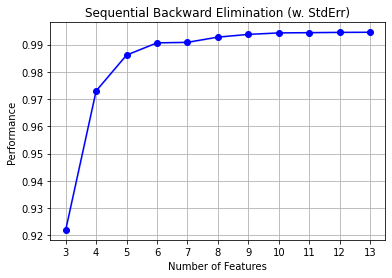 Sequential Backward Elimination (w. StdErr)
Performance
0.99
0.98
0.97
0.96
0.95
0.94
0.93
0.92
3 4 5 6 7 8 9 10 11 12 13
Number of Features